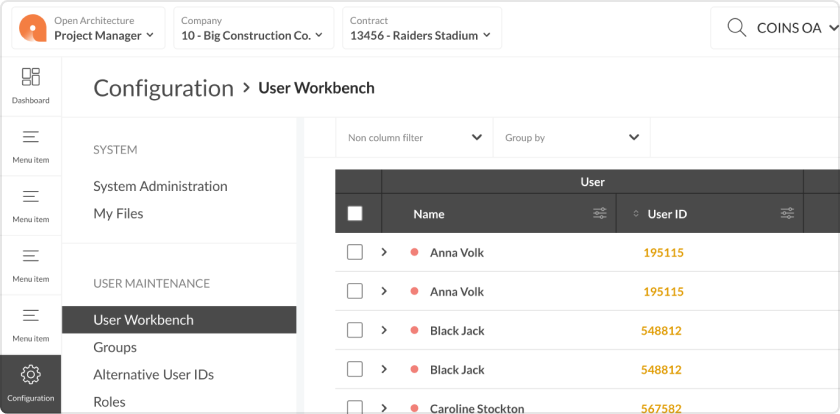 Open Architecture
Project Manager
Company
10 - Big Construction Co.
Contract
13456 - Raiders Stadium
COINS OA
Dashboard
Menu item
Menu item
Menu item
Menu item
Configuration
Configuration > User Workbench
SYSTEM
System Administration
My Files
USER MAINTENANCE
User Workbench
Groups
Alternative User IDs
Roles
Non column filter
Group by
User
Name
User ID
Anna Volk 195115
Anna Volk 195115
Black Jack 548812
Black Jack 548812
Caroline Stockton 567582